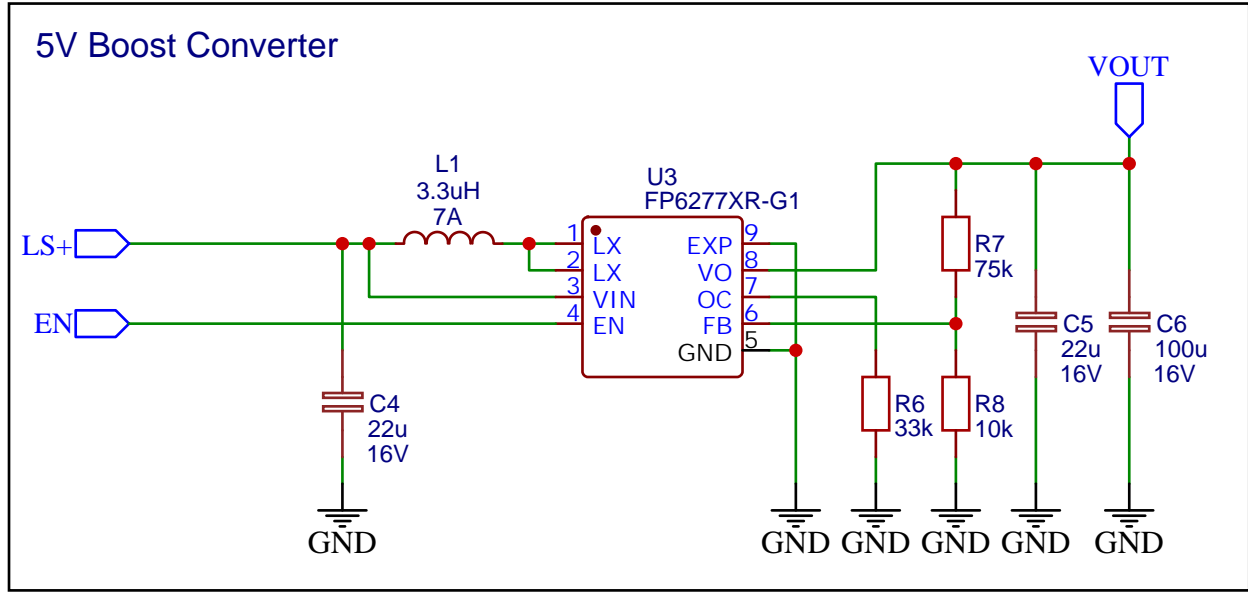 5V Boost Converter
VOUT
L1
3.3uH
7A
U3
FP6277XR-G1
LS+
EN
1
LX
2
LX
3
VIN
4
EN
9
EXP
8
VO
7
OC
6
FB
5
GND
R7
75k
C5
22u
16V
C6
100u
16V
C4
22u
16V
R6
33k
R8
10k
GND
GND
GND
GND
GND
GND